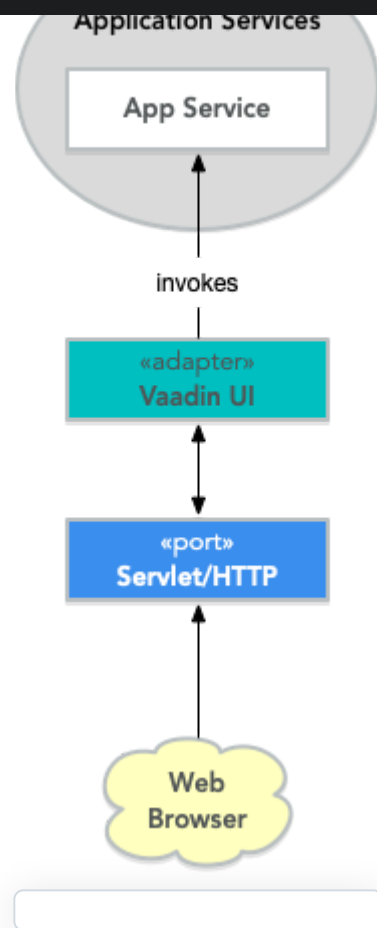 Application Services
App Service
invokes
«adapter»
Vaadin UI
«port»
Servlet/HTTP
Web
Browser